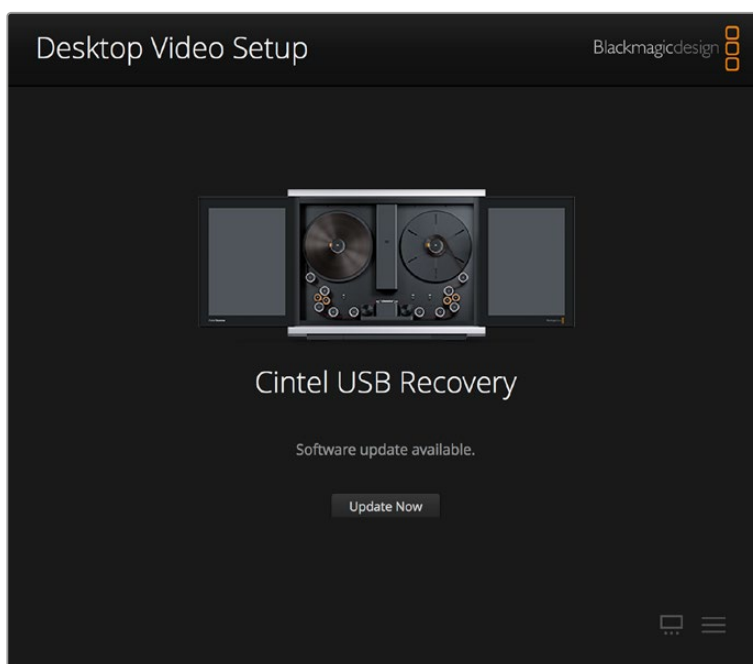 Desktop Video Setup
Blackmagicdesign
Cintel USB Recovery
Software update available.
Update Now